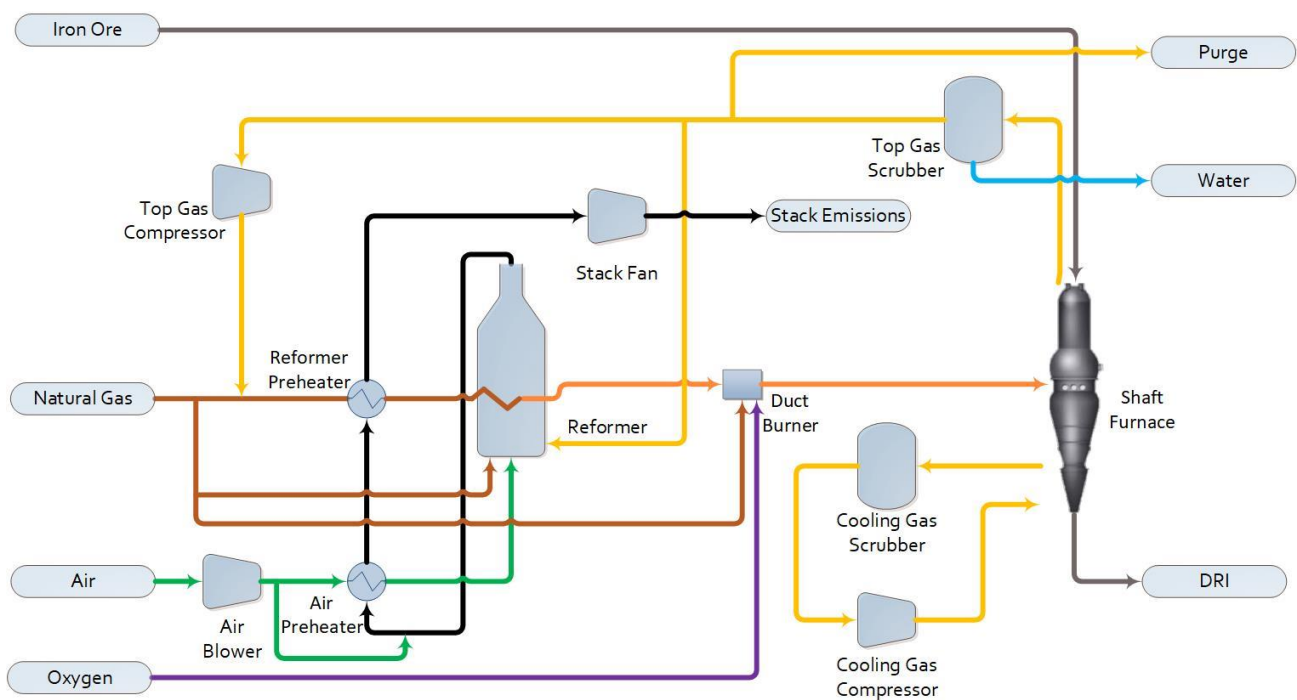 Iron Ore
Purge
Top Gas
Scrubber
Water
Top Gas
Compressor
Stack Emissions
Stack Fan
Reformer
Preheater
Natural Gas
Duct
Burner
Shaft
Furnace
Reformer
Cooling Gas
Scrubber
Air
Air
Blower
Air
Preheater
DRI
Oxygen
Cooling Gas
Compressor